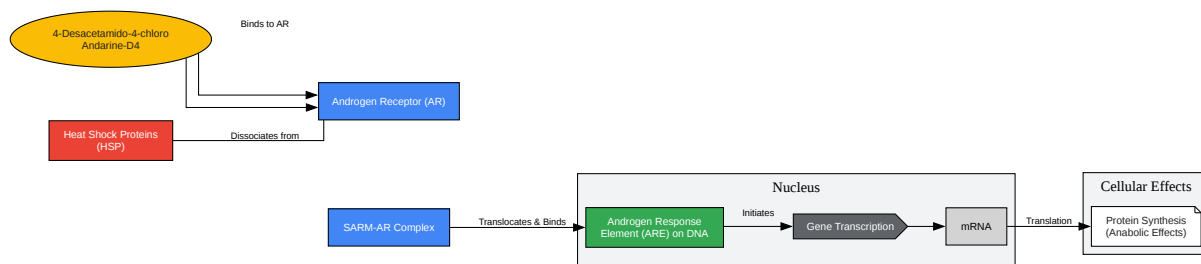 4-Desacetamido-4-chloro
Andarine-D4
Binds to AR
Androgen Receptor (AR)
Heat Shock Proteins
(HSP)
Dissociates from
Nucleus
Cellular Effects
SARM-AR Complex
Translocates & Binds
Androgen Response
Element (ARE) on DNA
Initiates
Gene Transcription
mRNA
Translation
Protein Synthesis
(Anabolic Effects)